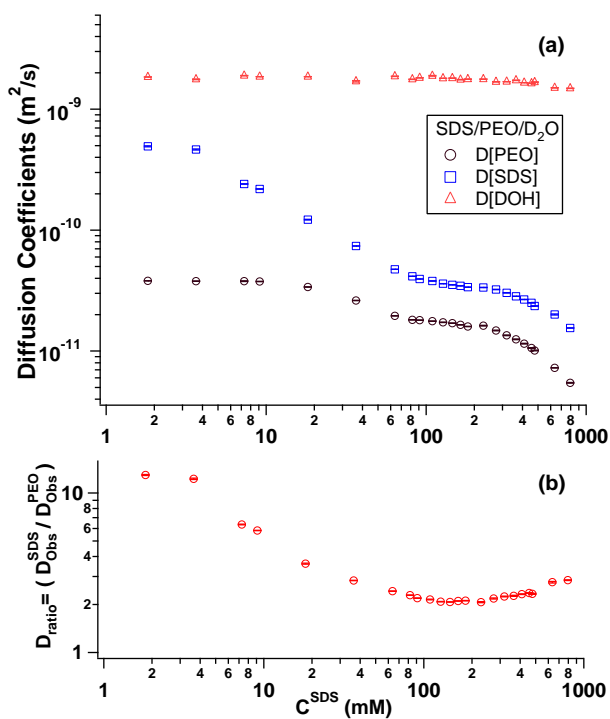 (a)
Diffusion Coefficients (m²/s)
10⁻⁹
10⁻¹⁰
10⁻¹¹
SDS/PEO/D₂O
D[PEO]
D[SDS]
D[DOH]
1 2 4 6 8 10 2 4 6 8 100 2 4 6 8 1000
(b)
D_ratio= ( D_Obs^SDS / D_Obs^PEO )
10
8
6
4
2
1
1 2 4 6 8 10 2 4 6 8 100 2 4 6 8 1000
C^SDS (mM)